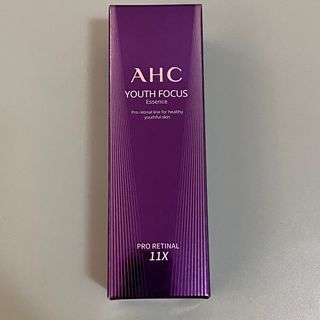 AHC
YOUTH FOCUS
Essence
Pro retinal line for healthy
youthful skin
PRO RETINAL
11X